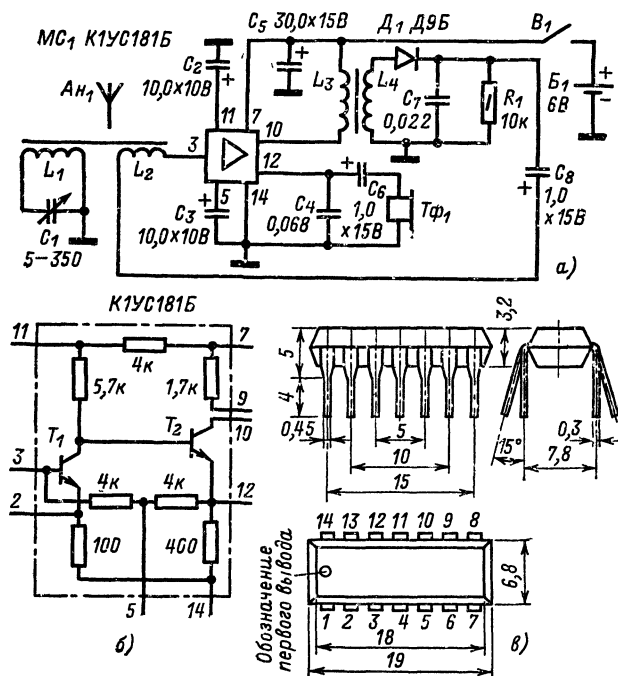 C5 30,0×15В
Д1 Д9Б
В1
МС1 К1УС181Б
C2
10,0×10В
Ан1
L3
L4
C7
0,022
R1
10к
Б1
6В
11
7
10
3
12
5
14
L1
L2
C1
5–350
C3
10,0×10В
C4
0,068
C6
1,0
×15В
Тф1
C8
1,0
×15В
а)
К1УС181Б
11
7
4к
5,7к
1,7к
9
10
Т1
Т2
3
2
4к
4к
12
100
400
5
14
б)
5
4
0,45
5
10
15
3,2
15°
0,3
7,8
14 13 12 11 10 9 8
Обозначение
первого вывода
1 2 3 4 5 6 7
6,8
18
19
в)